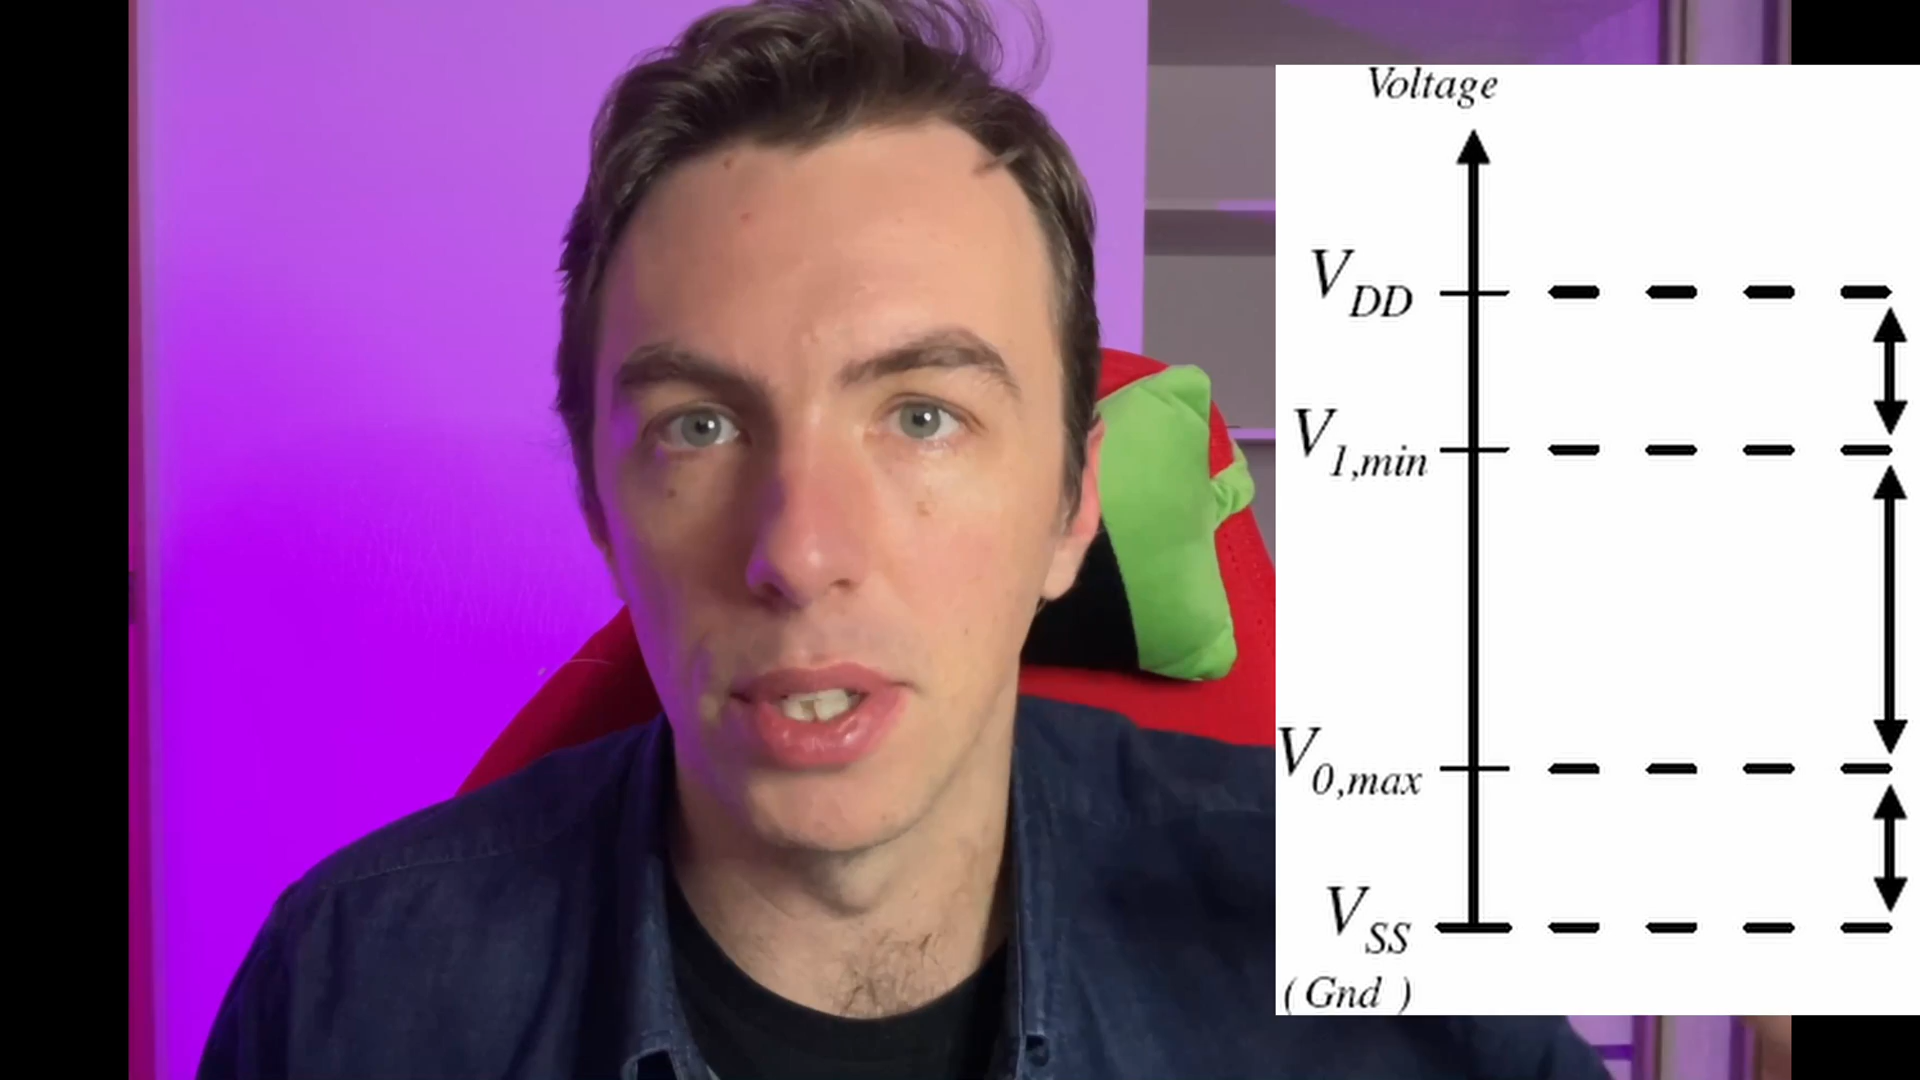 Voltage
V_DD
V_1,min
V_0,max
V_SS
( Gnd )